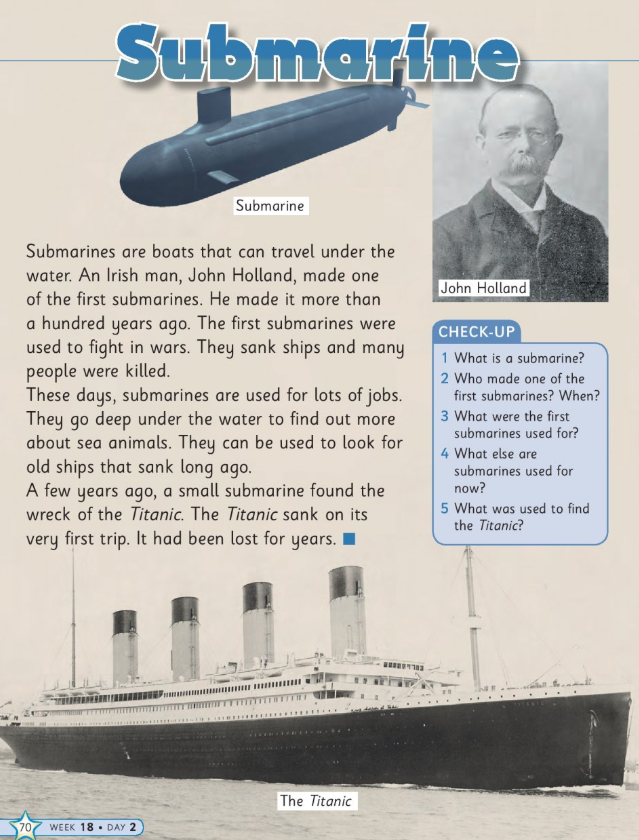 Submarine
Submarine
John Holland
Submarines are boats that can travel under the
water. An Irish man, John Holland, made one
of the first submarines. He made it more than
a hundred years ago. The first submarines were
used to fight in wars. They sank ships and many
people were killed.
These days, submarines are used for lots of jobs.
They go deep under the water to find out more
about sea animals. They can be used to look for
old ships that sank long ago.
A few years ago, a small submarine found the
wreck of the Titanic. The Titanic sank on its
very first trip. It had been lost for years. ■
CHECK-UP
1 What is a submarine?
2 Who made one of the
first submarines? When?
3 What were the first
submarines used for?
4 What else are
submarines used for
now?
5 What was used to find
the Titanic?
The Titanic
70 WEEK 18 • DAY 2